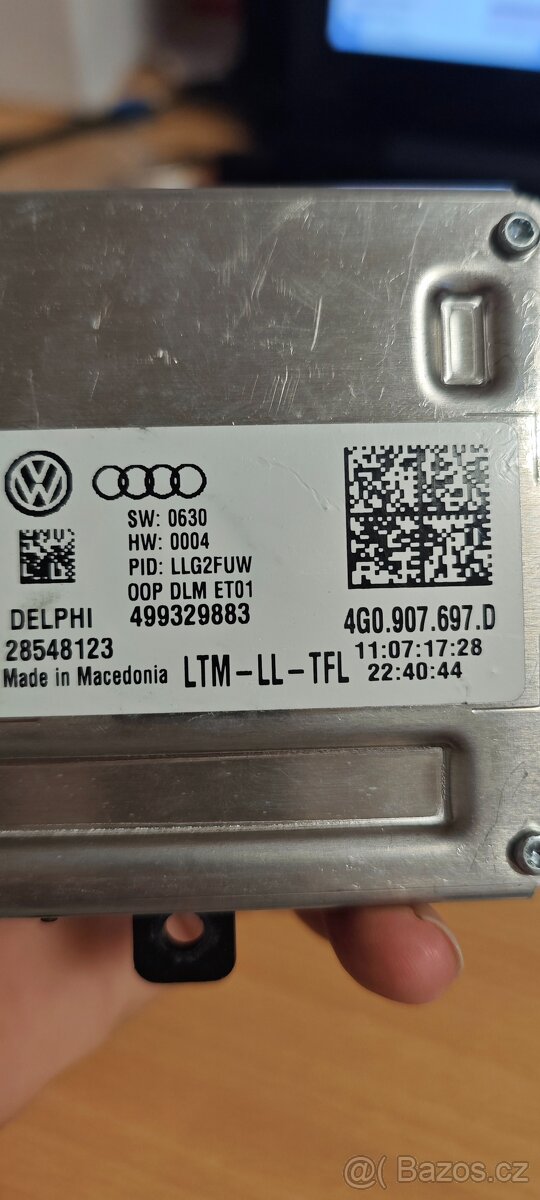 SW: 0630
HW: 0004
PID: LLG2FUW
OOP DLM ET01
DELPHI 499329883
28548123
Made in Macedonia LTM-LL-TFL
4G0.907.697.D
11:07:17:28
22:40:44
@ Bazoš.cz